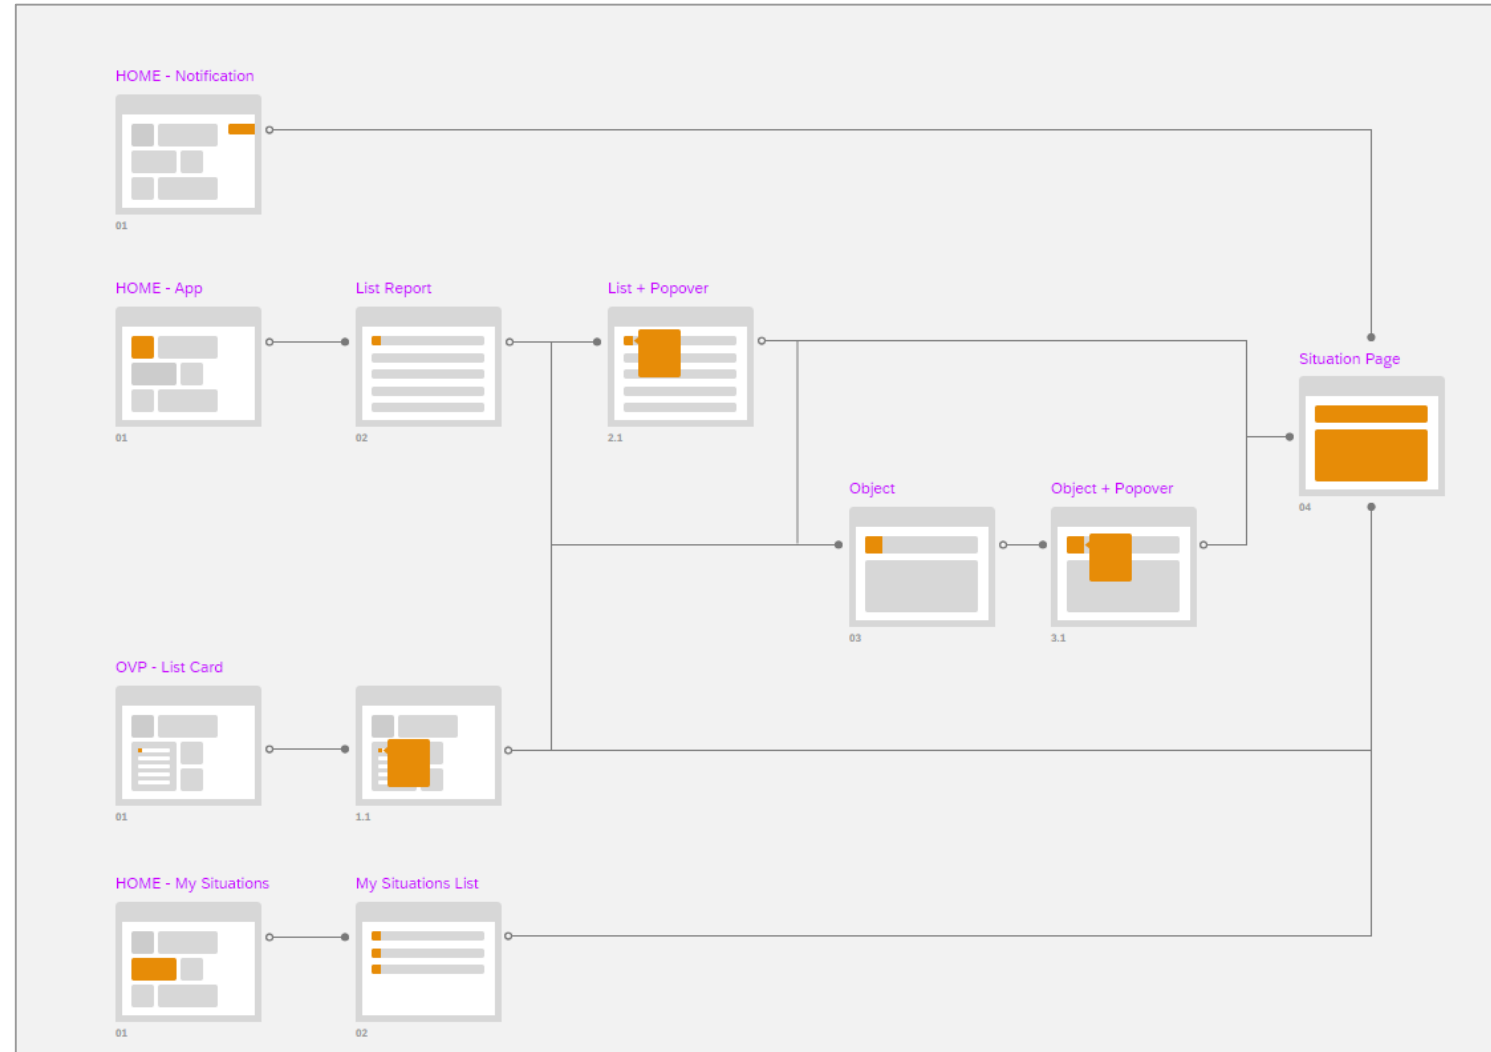 HOME - Notification
01
HOME - App
List Report
List + Popover
01
02
2.1
Situation Page
04
Object
Object + Popover
03
3.1
OVP - List Card
01
1.1
HOME - My Situations
My Situations List
01
02